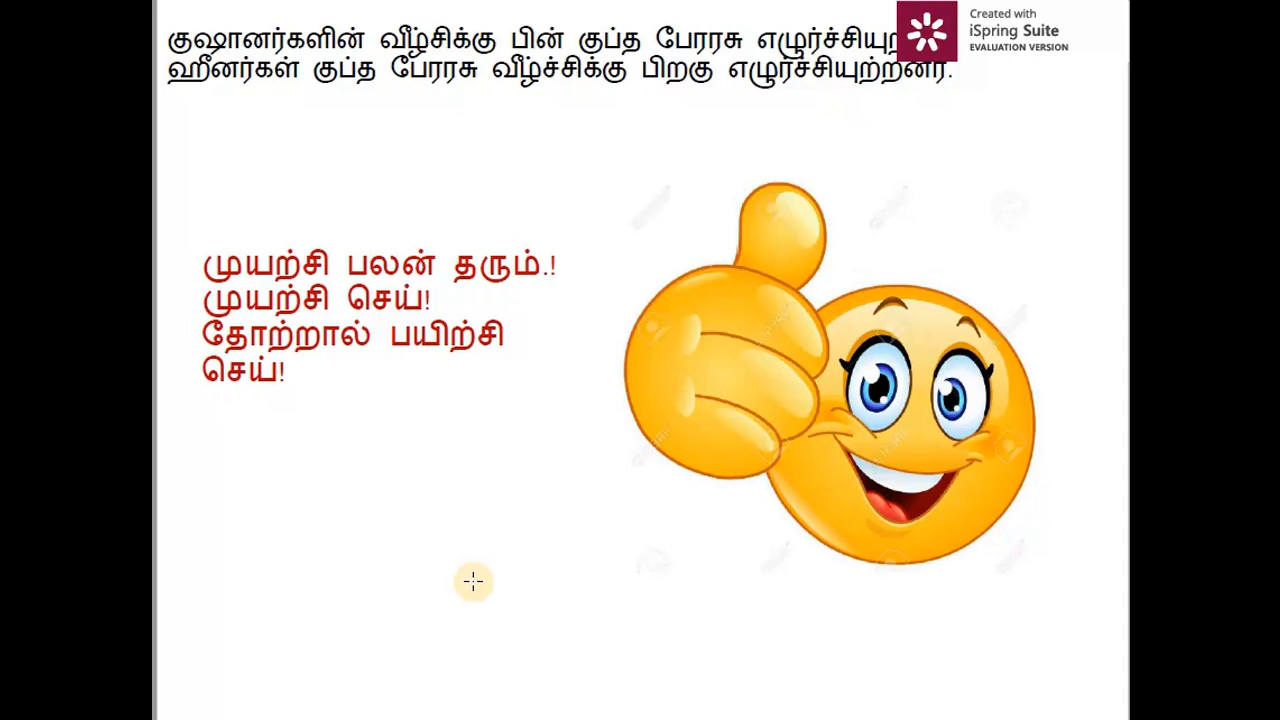 குஷானர்களின் வீழ்சிக்கு பின் குப்த பேரரசு
ஹீனர்கள் குப்த பேரரசு வீழ்ச்சிக்கு பிறகு எழுர்ச்சியுற்றனர்.
Created with
iSpring Suite
EVALUATION VERSION
முயற்சி பலன் தரும்.!
முயற்சி செய்!
தோற்றால் பயிற்சி
செய்!